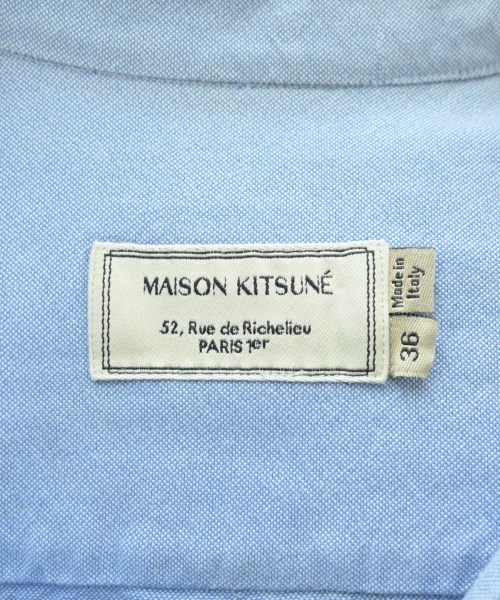 MAISON KITSUNÉ
52, Rue de Richelieu
PARIS 1er
Made in
Italy
36